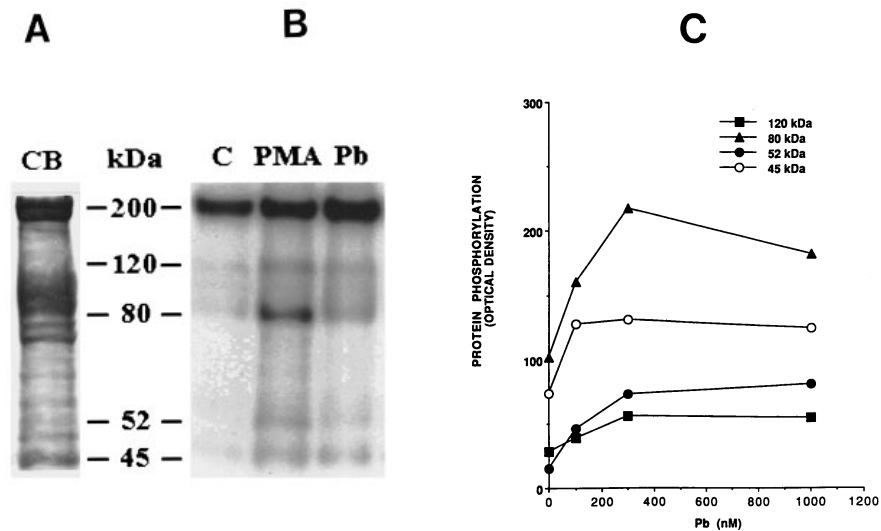 A
B
C
CB
kDa
C PMA Pb
200
120
80
52
45
300
200
100
0
PROTEIN PHOSPHORYLATION
(OPTICAL DENSITY)
120 kDa
80 kDa
52 kDa
45 kDa
0 200 400 600 800 1000 1200
Pb (nM)